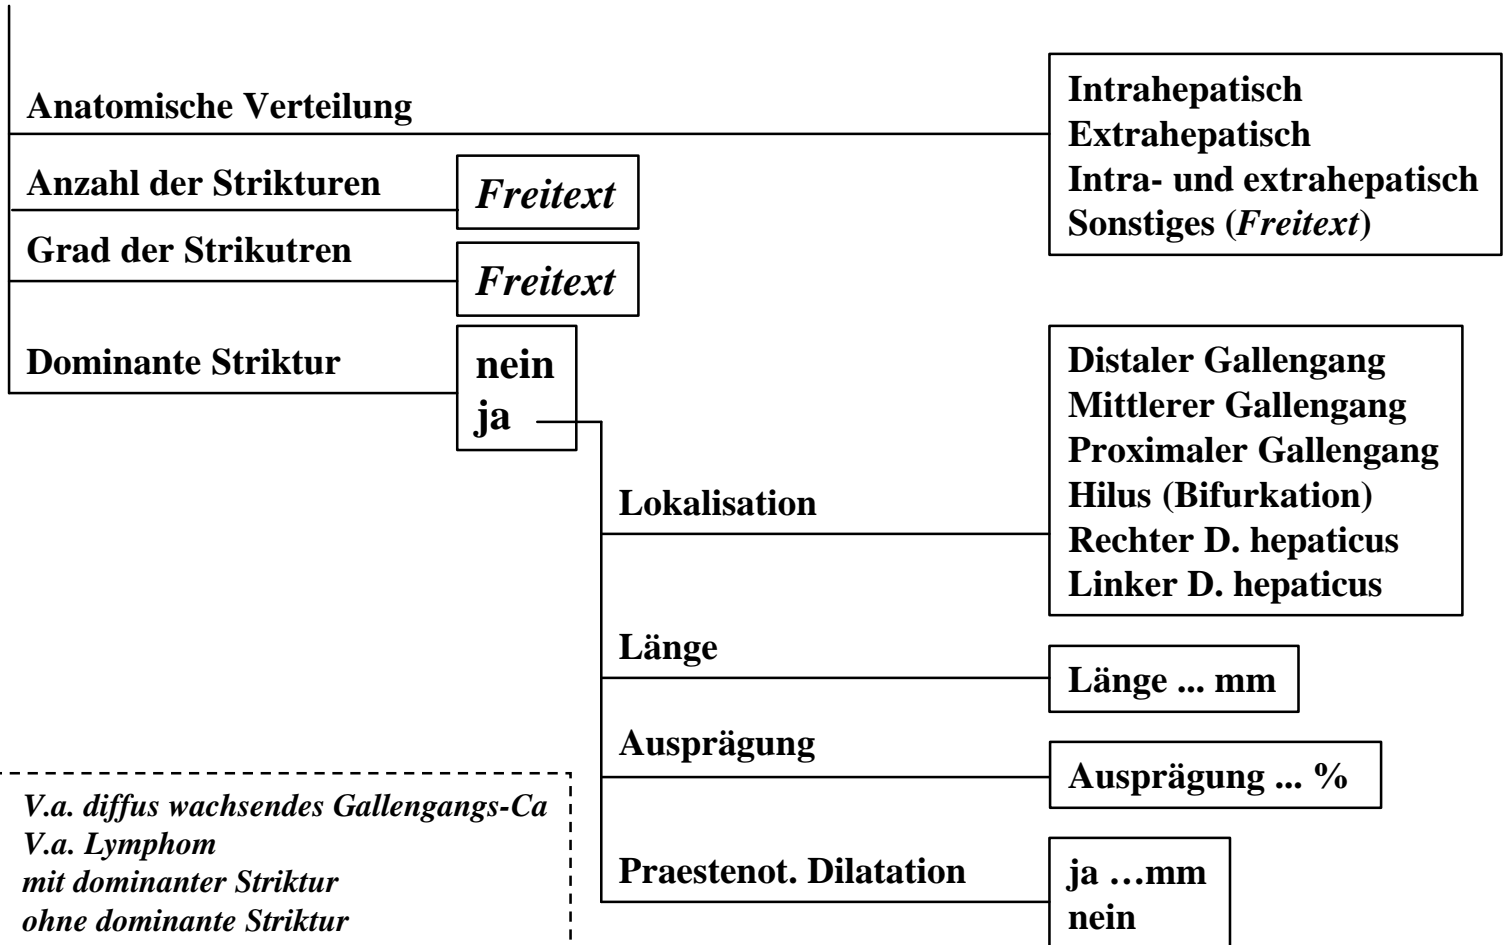 Anatomische Verteilung
Intrahepatisch
Extrahepatisch
Intra- und extrahepatisch
Sonstiges (Freitext)
Anzahl der Strikturen
Freitext
Grad der Strikutren
Freitext
Dominante Striktur
nein
ja
Lokalisation
Distaler Gallengang
Mittlerer Gallengang
Proximaler Gallengang
Hilus (Bifurkation)
Rechter D. hepaticus
Linker D. hepaticus
Länge
Länge ... mm
Ausprägung
Ausprägung ... %
Praestenot. Dilatation
ja …mm
nein
V.a. diffus wachsendes Gallengangs-Ca
V.a. Lymphom
mit dominanter Striktur
ohne dominante Striktur